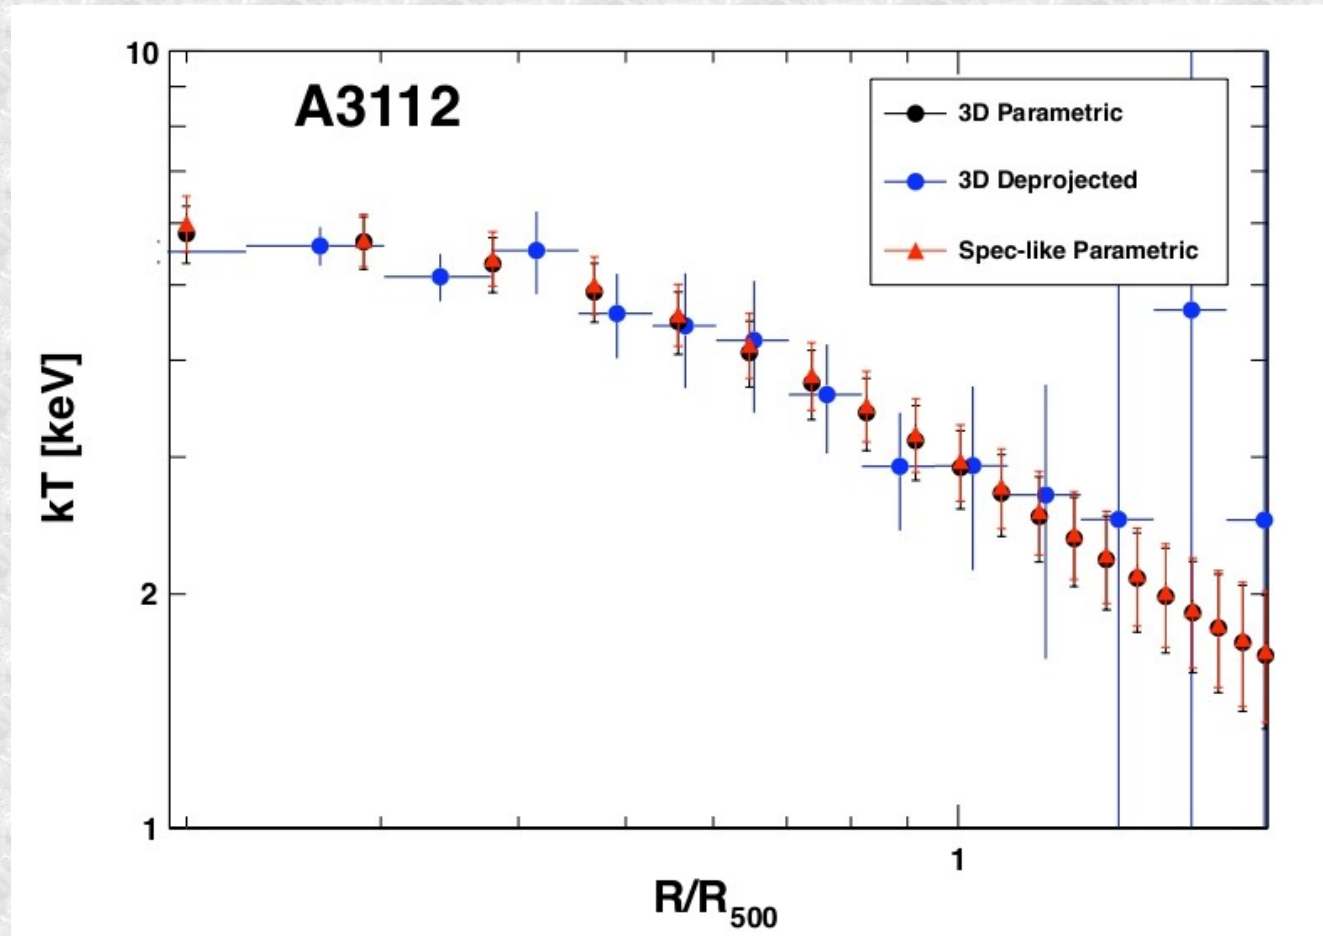 10
A3112
3D Parametric
3D Deprojected
Spec-like Parametric
kT [keV]
2
1
1
R/R500